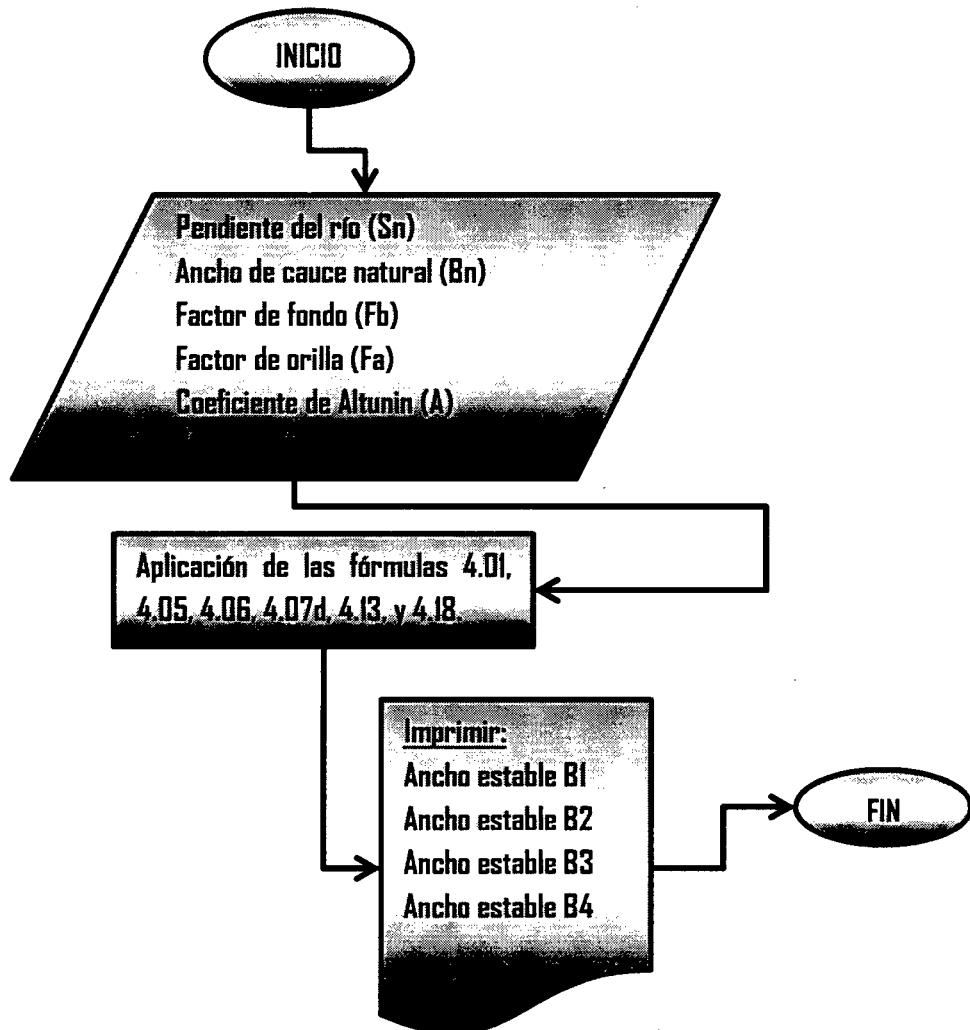 INICIO
Pendiente del río (Sn)
Ancho de cauce natural (Bn)
Factor de fondo (Fb)
Factor de orilla (Fa)
Coeficiente de Altunin (A)
Aplicación de las fórmulas 4.01,
4.05, 4.06, 4.07d, 4.13, y 4.18.
Imprimir:
Ancho estable B1
Ancho estable B2
Ancho estable B3
Ancho estable B4
FIN